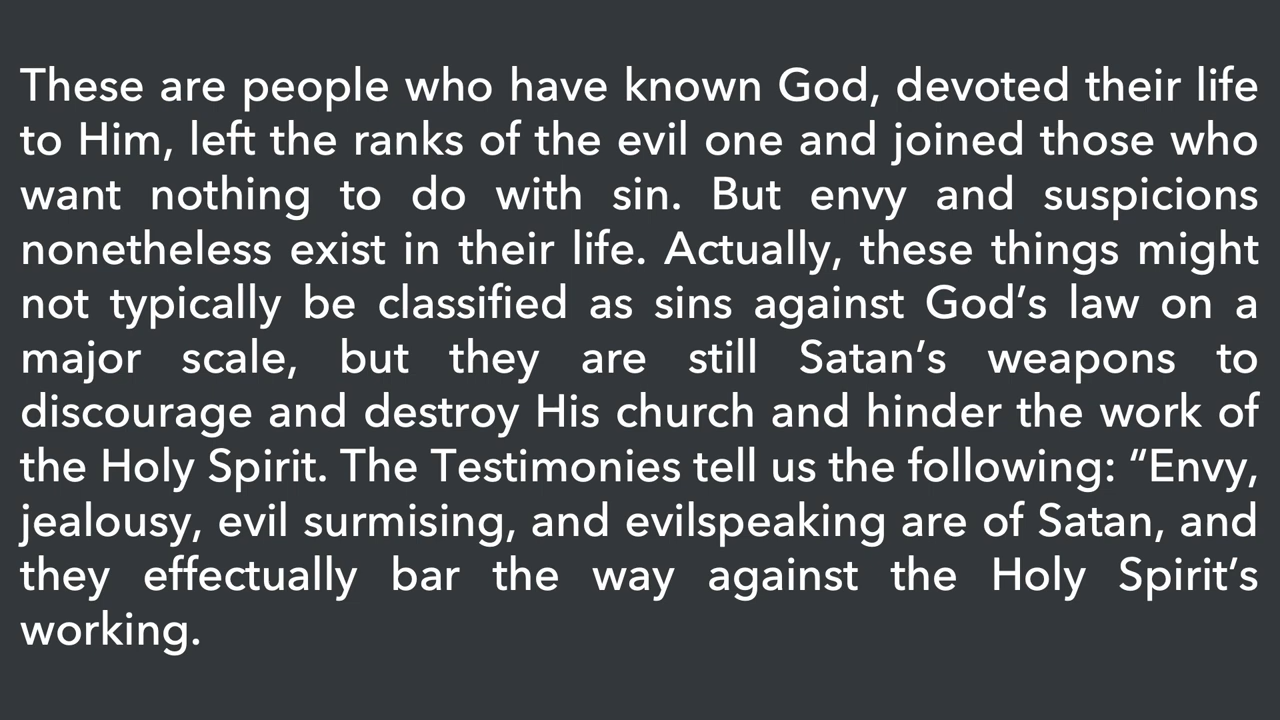 These are people who have known God, devoted their life
to Him, left the ranks of the evil one and joined those who
want nothing to do with sin. But envy and suspicions
nonetheless exist in their life. Actually, these things might
not typically be classified as sins against God’s law on a
major scale, but they are still Satan’s weapons to
discourage and destroy His church and hinder the work of
the Holy Spirit. The Testimonies tell us the following: “Envy,
jealousy, evil surmising, and evilspeaking are of Satan, and
they effectually bar the way against the Holy Spirit’s
working.